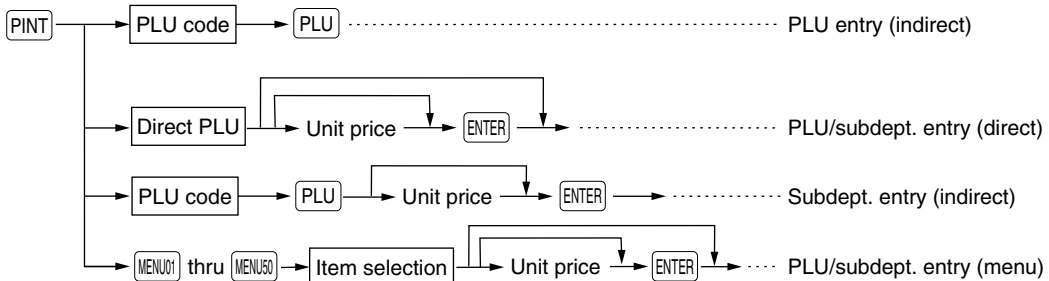 PINT PLU code PLU PLU entry (indirect)
Direct PLU Unit price ENTER PLU/subdept. entry (direct)
PLU code PLU Unit price ENTER Subdept. entry (indirect)
MENU01 thru MENU50 Item selection Unit price ENTER PLU/subdept. entry (menu)